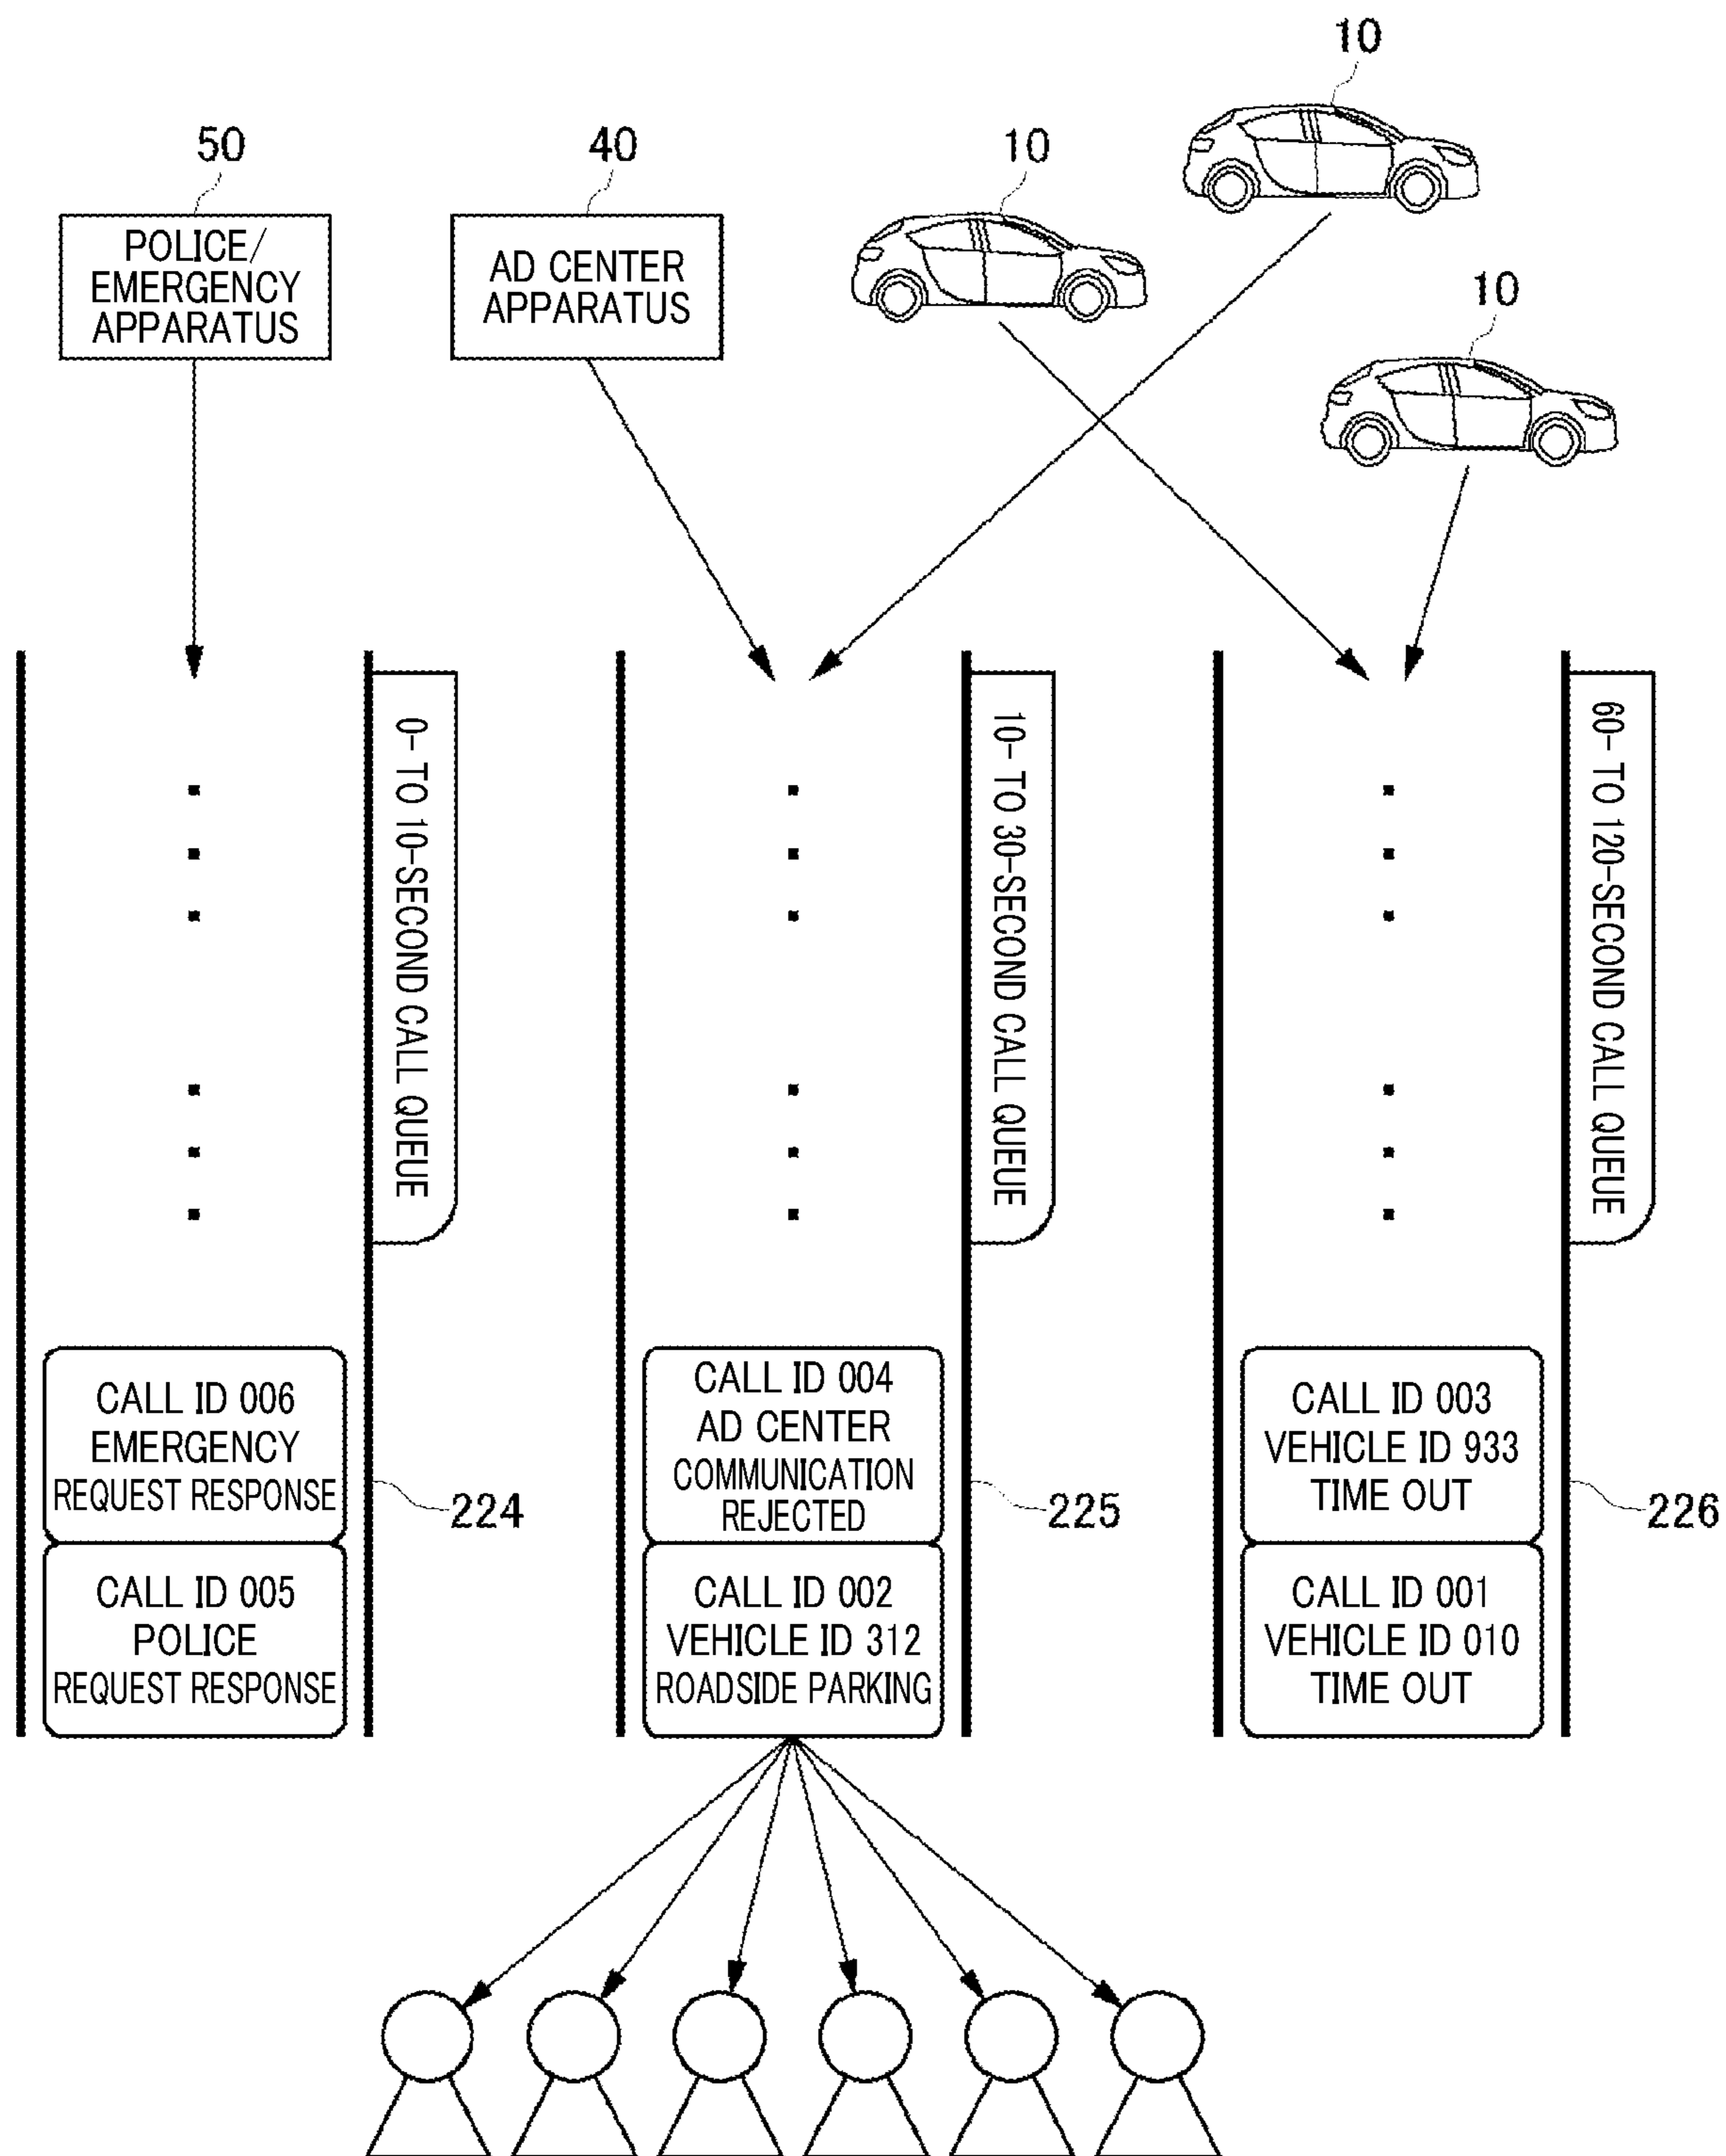 10
50
40
10
POLICE/
EMERGENCY
APPARATUS
AD CENTER
APPARATUS
10
0- TO 10-SECOND CALL QUEUE
10- TO 30-SECOND CALL QUEUE
60- TO 120-SECOND CALL QUEUE
CALL ID 006
EMERGENCY
REQUEST RESPONSE
224
CALL ID 004
AD CENTER
COMMUNICATION
REJECTED
225
CALL ID 003
VEHICLE ID 933
TIME OUT
226
CALL ID 005
POLICE
REQUEST RESPONSE
CALL ID 002
VEHICLE ID 312
ROADSIDE PARKING
CALL ID 001
VEHICLE ID 010
TIME OUT